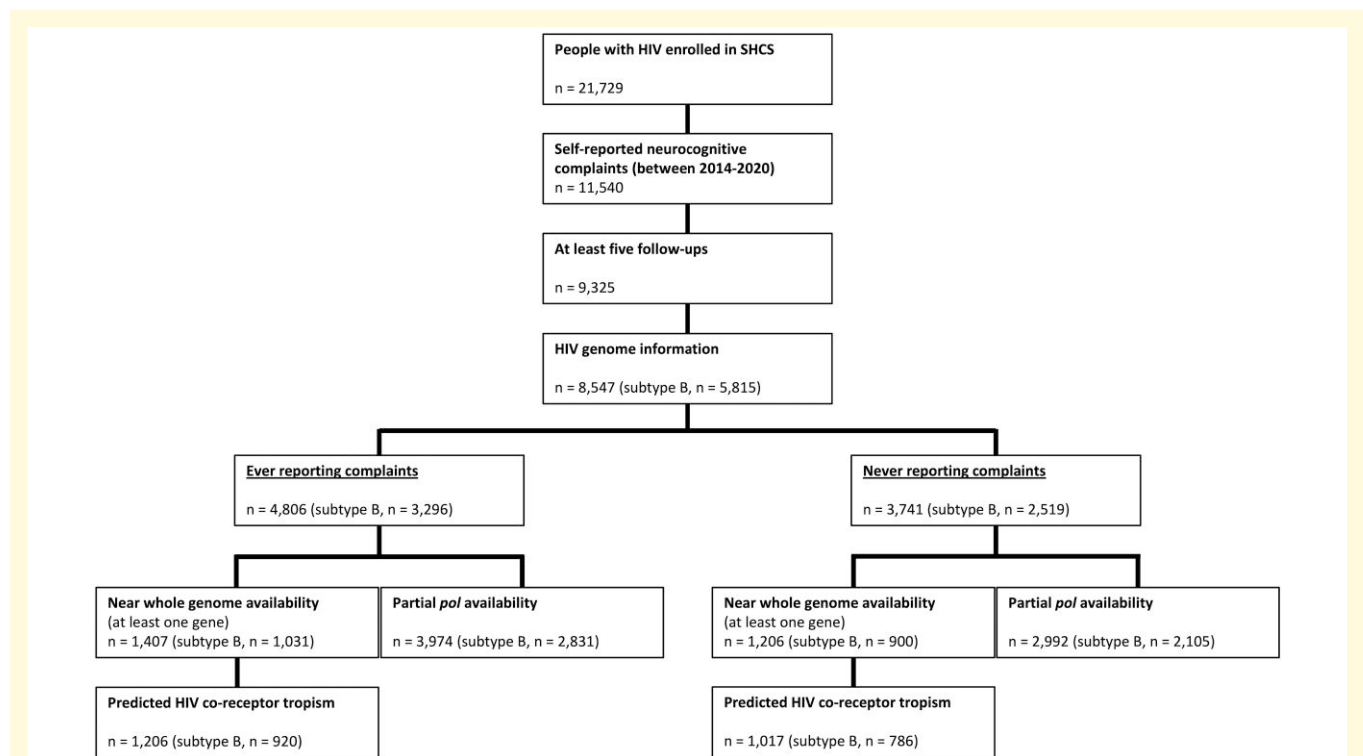 People with HIV enrolled in SHCS
n = 21,729
Self-reported neurocognitive
complaints (between 2014-2020)
n = 11,540
At least five follow-ups
n = 9,325
HIV genome information
n = 8,547 (subtype B, n = 5,815)
Ever reporting complaints
n = 4,806 (subtype B, n = 3,296)
Never reporting complaints
n = 3,741 (subtype B, n = 2,519)
Near whole genome availability
(at least one gene)
n = 1,407 (subtype B, n = 1,031)
Partial pol availability
n = 3,974 (subtype B, n = 2,831)
Near whole genome availability
(at least one gene)
n = 1,206 (subtype B, n = 900)
Partial pol availability
n = 2,992 (subtype B, n = 2,105)
Predicted HIV co-receptor tropism
n = 1,206 (subtype B, n = 920)
Predicted HIV co-receptor tropism
n = 1,017 (subtype B, n = 786)